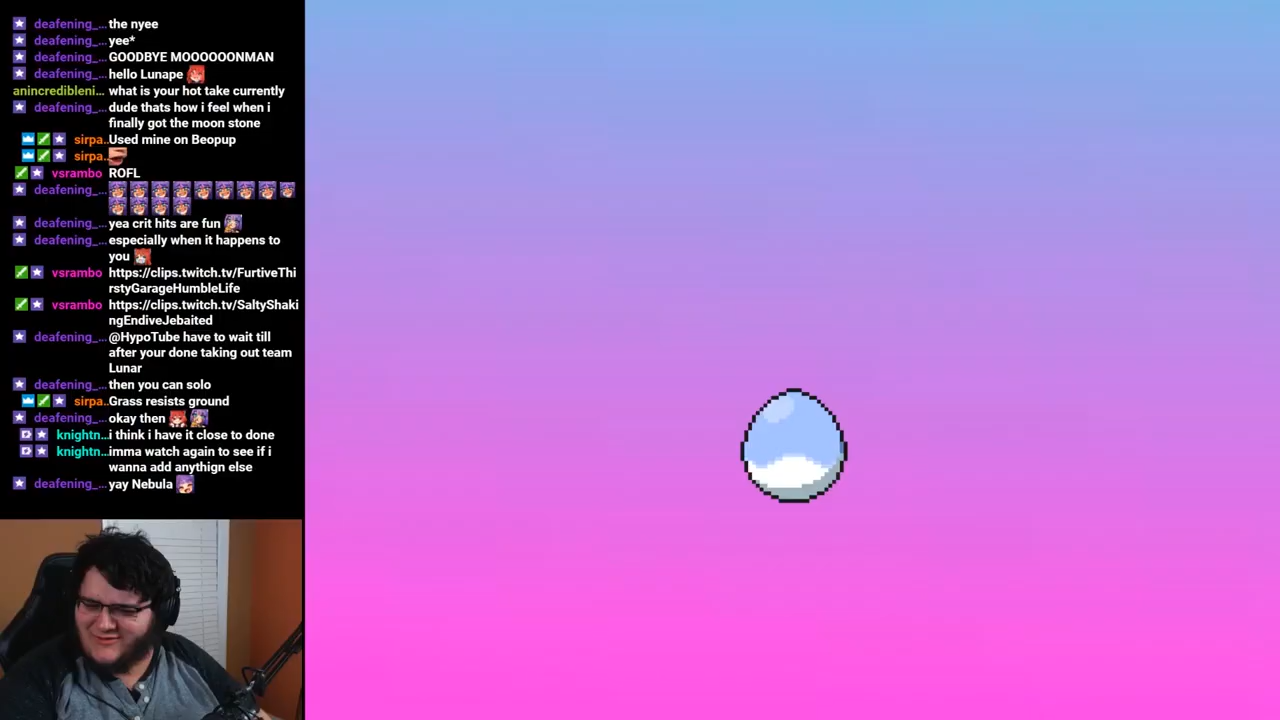 deafening_... the nyee
deafening_... yee*
deafening_... GOODBYE MOOOOOONMAN
deafening_... hello Lunape
anincredibleni... what is your hot take currently
deafening_... dude thats how i feel when i
finally got the moon stone
sirpa.. Used mine on Beopup
sirpa..
vsrambo ROFL
deafening_...
deafening_... yea crit hits are fun
deafening_... especially when it happens to
you
vsrambo https://clips.twitch.tv/FurtiveThi
rstyGarageHumbleLife
vsrambo https://clips.twitch.tv/SaltyShaki
ngEndiveJebaited
deafening_... @HypoTube have to wait till
after your done taking out team
Lunar
deafening_... then you can solo
sirpa.. Grass resists ground
deafening_... okay then
knightn... i think i have it close to done
knightn... imma watch again to see if i
wanna add anythign else
deafening_... yay Nebula